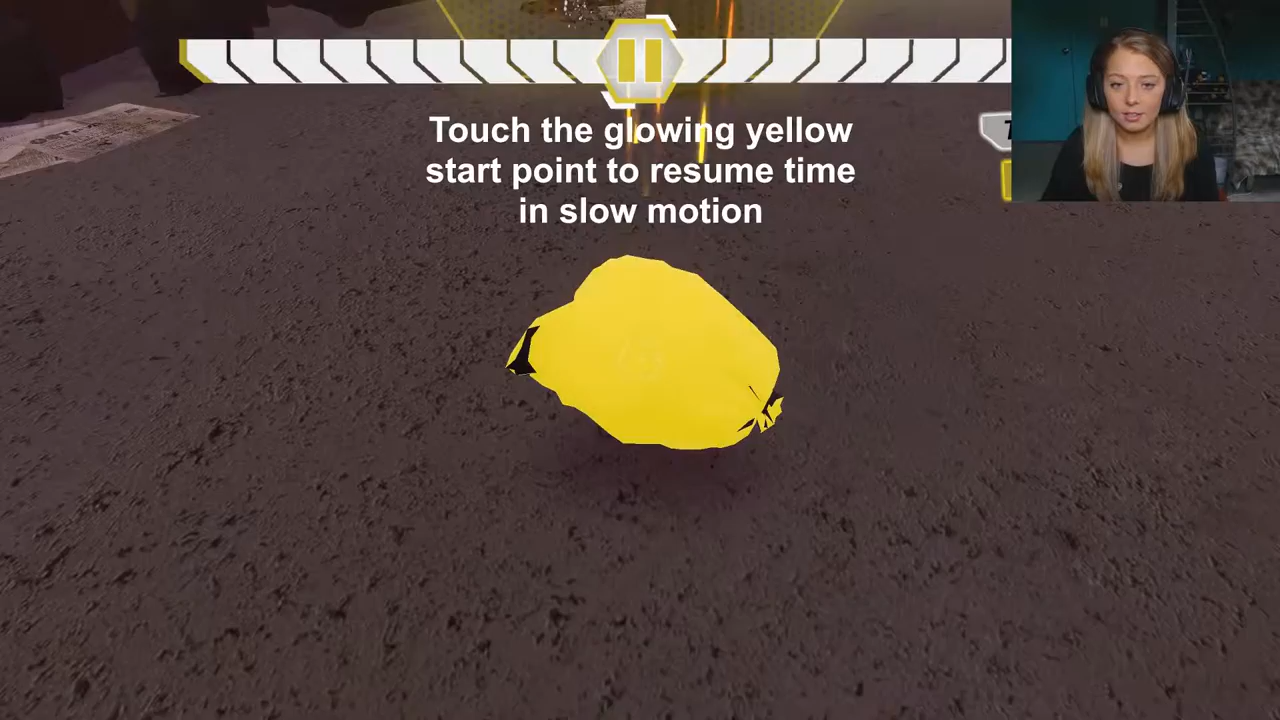 Touch the glowing yellow
start point to resume time
in slow motion